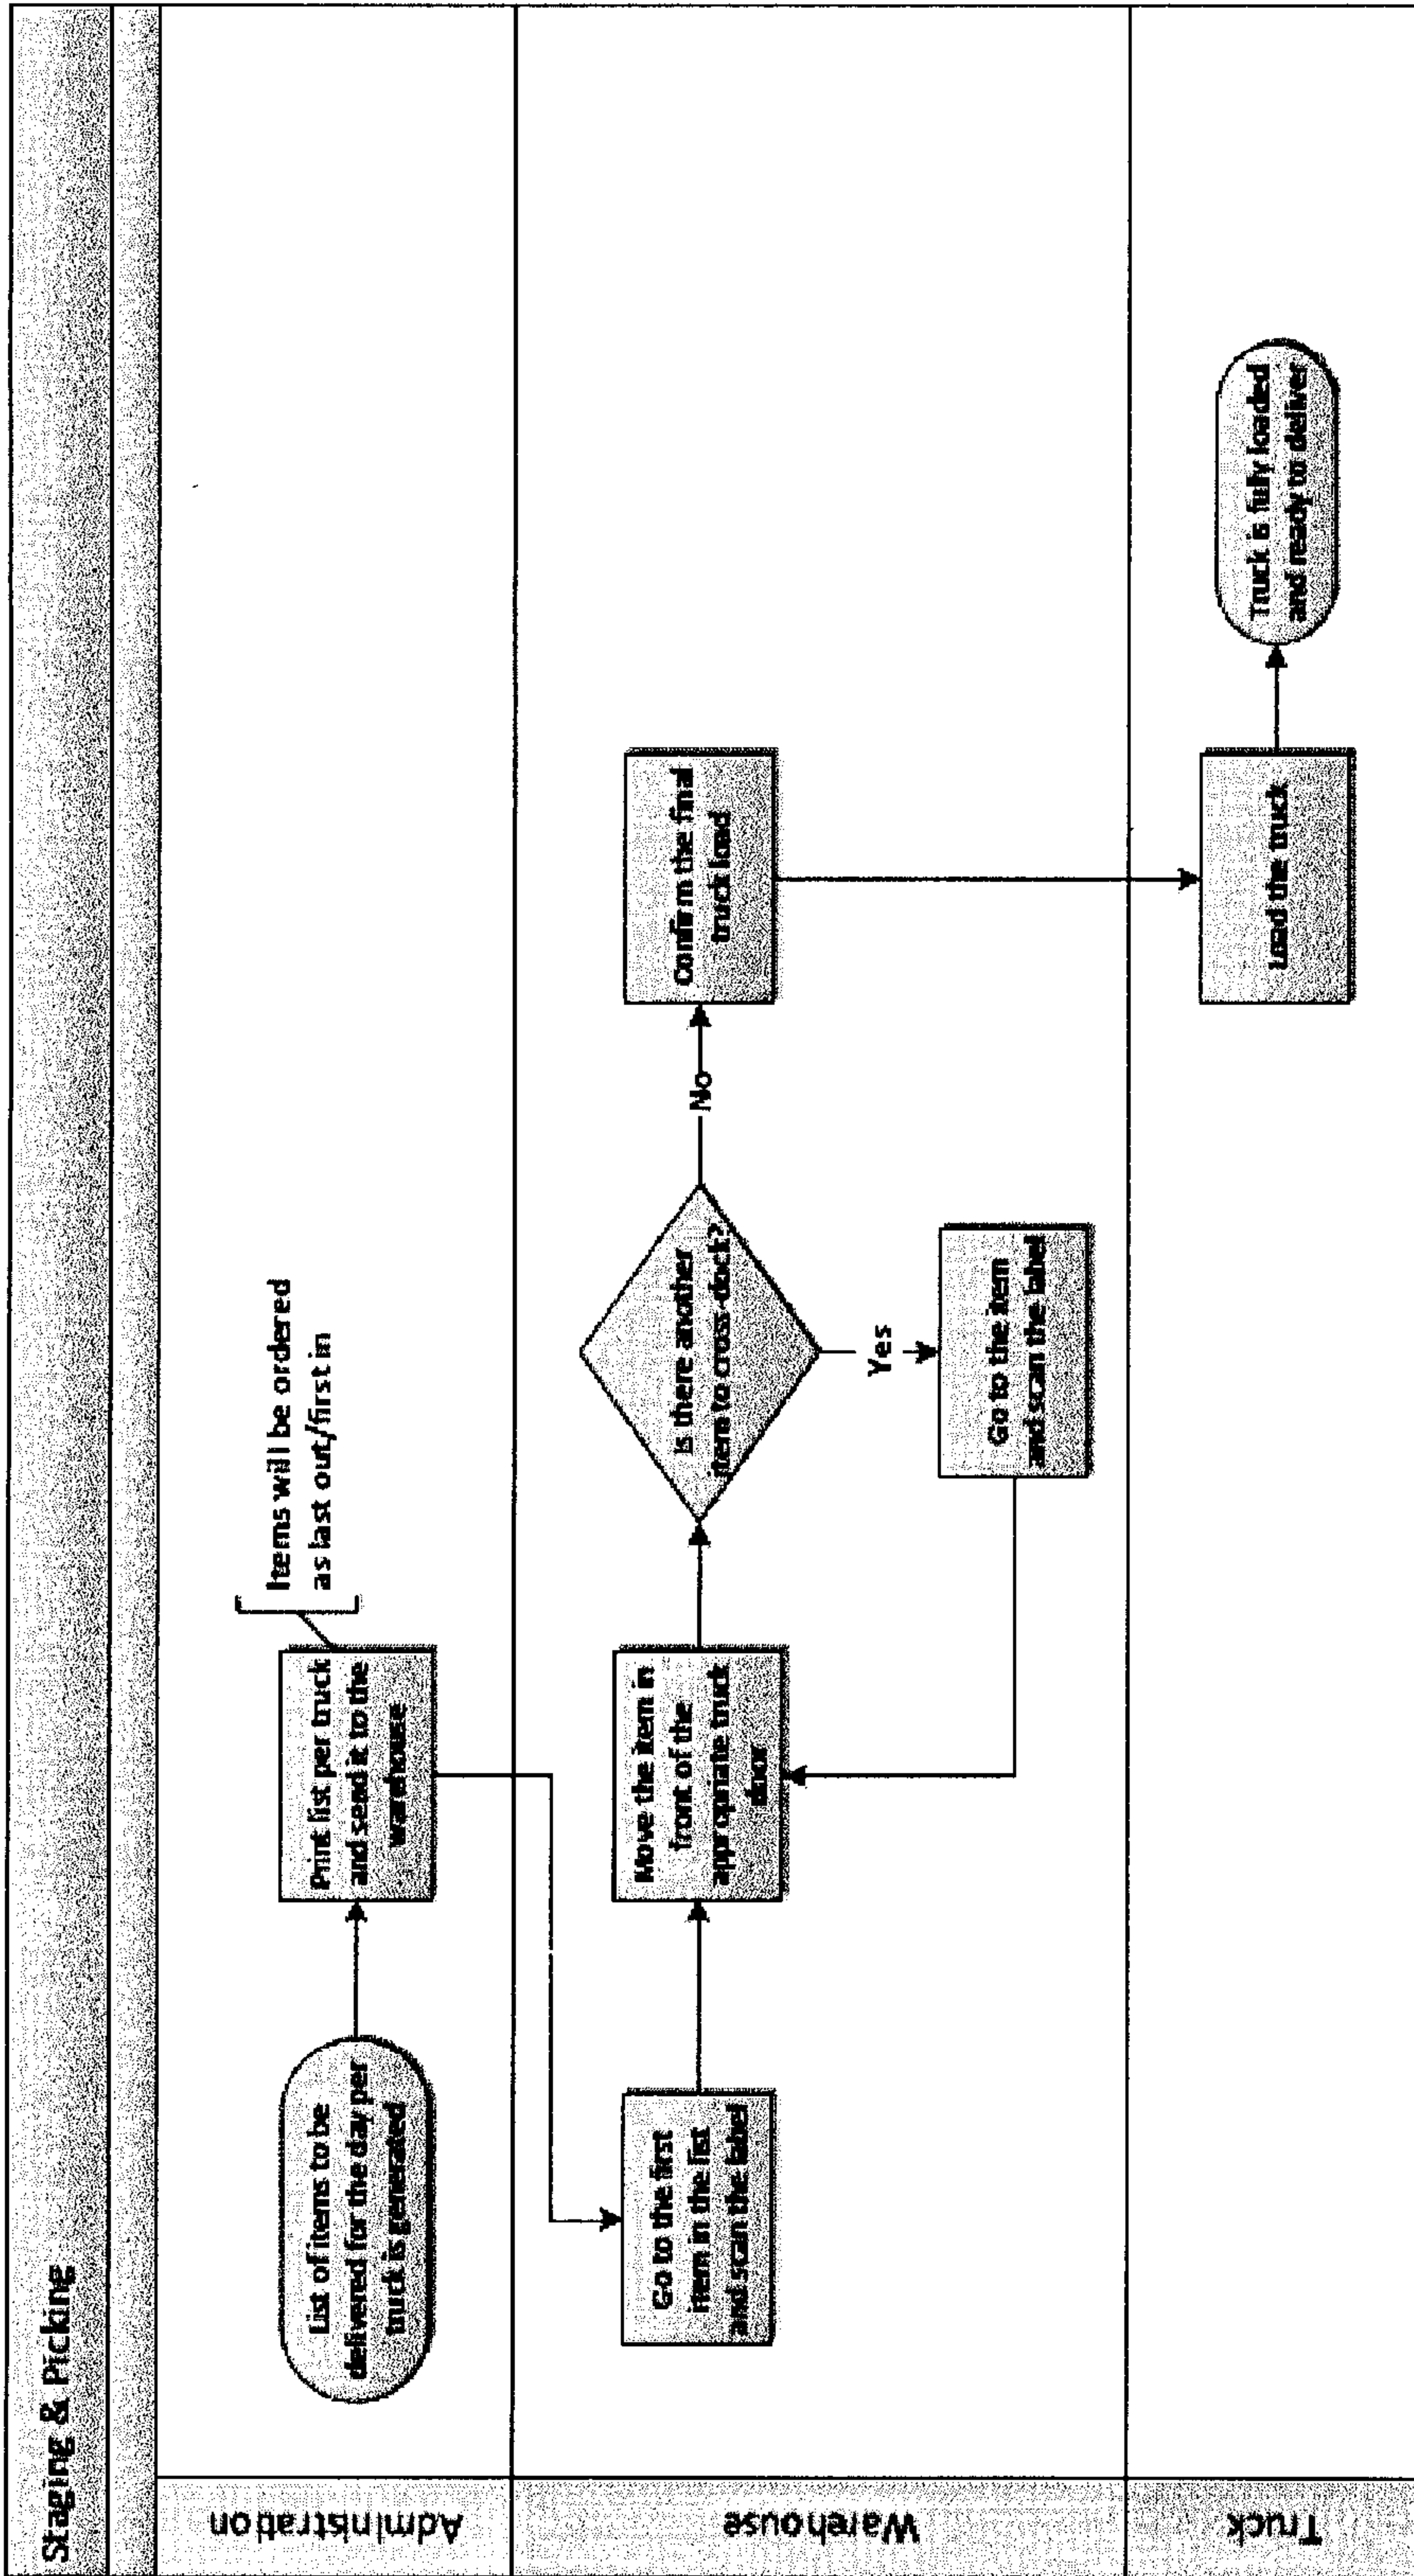 Staging & Picking
Administration
List of items to be
delivered for the day per
truck is generated
Print list per truck
and send it to the
warehouse
Items will be ordered
as last out/first in
Warehouse
Go to the first
item in the list
and scan the label
Move the item in
front of the
appropriate truck
door
Is there another
item to cross-dock?
Yes
Go to the item
and scan the label
No
Confirm the final
truck load
Truck
Load the truck
Truck is fully loaded
and ready to deliver